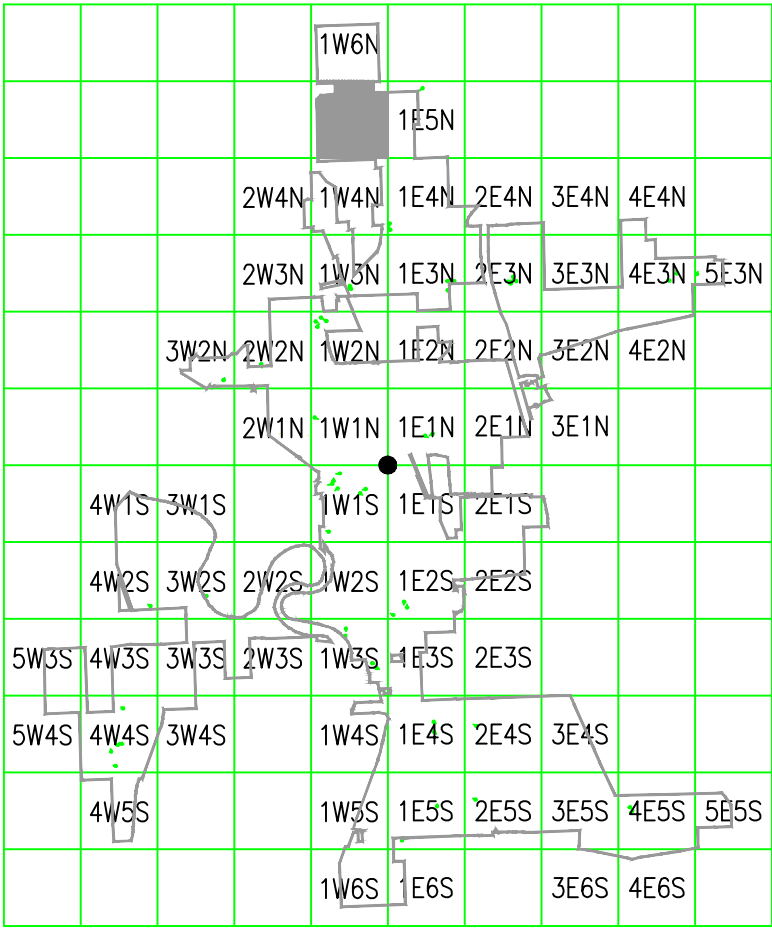 1W6N
1E5N
2W4N 1W4N 1E4N 2E4N 3E4N 4E4N
2W3N 1W3N 1E3N 2E3N 3E3N 4E3N 5E3N
3W2N 2W2N 1W2N 1E2N 2E2N 3E2N 4E2N
2W1N 1W1N 1E1N 2E1N 3E1N
4W1S 3W1S 1W1S 1E1S 2E1S
4W2S 3W2S 2W2S 1W2S 1E2S 2E2S
5W3S 4W3S 3W3S 2W3S 1W3S 1E3S 2E3S
5W4S 4W4S 3W4S 1W4S 1E4S 2E4S 3E4S
4W5S 1W5S 1E5S 2E5S 3E5S 4E5S 5E5S
1W6S 1E6S 3E6S 4E6S